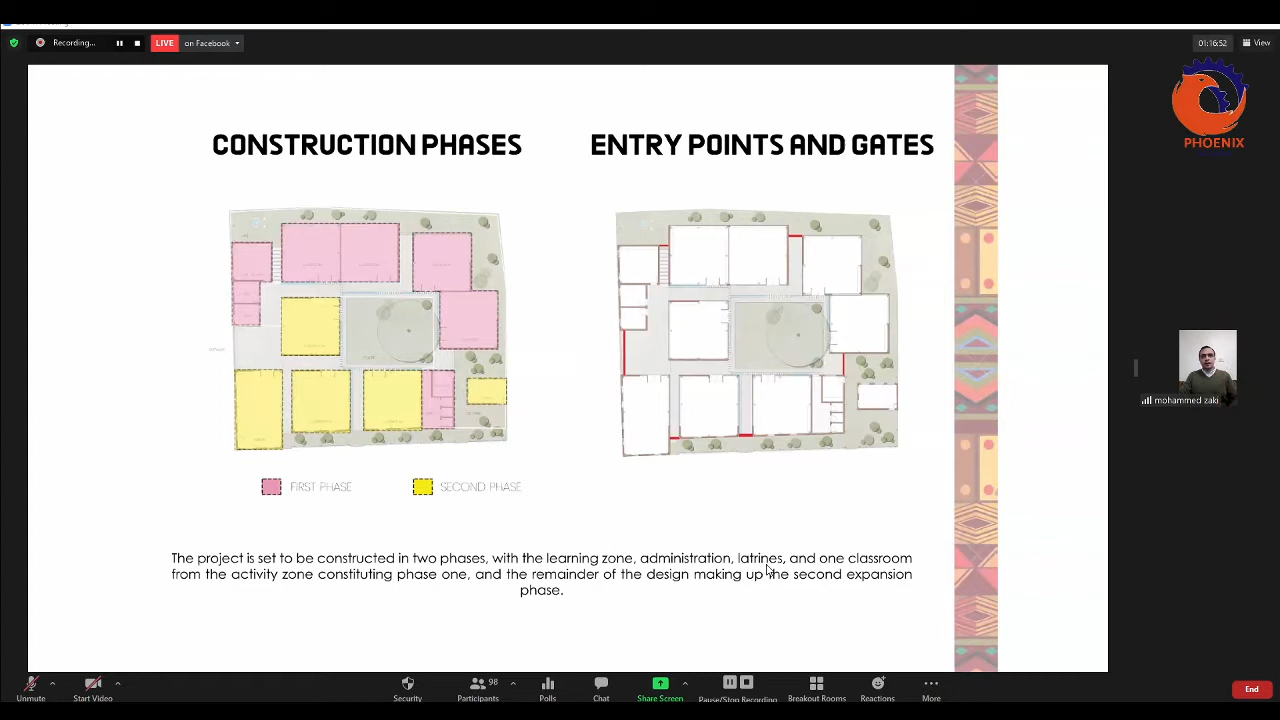 Recording...
LIVE
on Facebook
01:16:52
View
PHOENIX
CONSTRUCTION PHASES
ENTRY POINTS AND GATES
FIRST PHASE
SECOND PHASE
The project is set to be constructed in two phases, with the learning zone, administration, latrines, and one classroom
from the activity zone constituting phase one, and the remainder of the design making up the second expansion
phase.
mohammed zaki
Unmute
Start Video
Security
Participants
98
Polls
Chat
Share Screen
Pause/Stop Recording
Breakout Rooms
Reactions
More
End